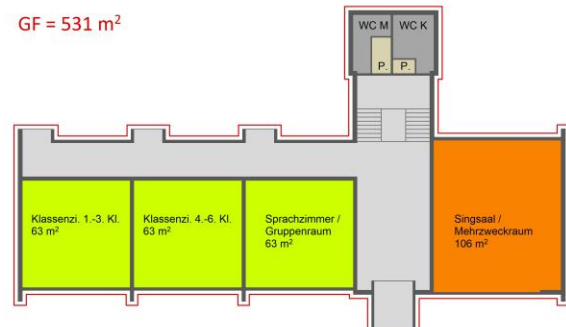 GF = 531 m²
WC M
WC K
P.
P.
Klassenzi. 1.-3. Kl.
63 m²
Klassenzi. 4.-6. Kl.
63 m²
Sprachzimmer /
Gruppenraum
63 m²
Singsaal /
Mehrzweckraum
106 m²